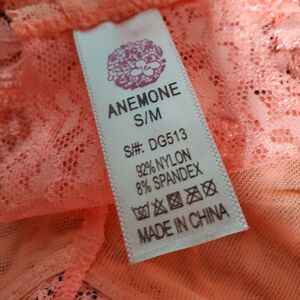 ANEMONE
S/M
S/#: DG513
92% NYLON
8% SPANDEX
MADE IN CHINA